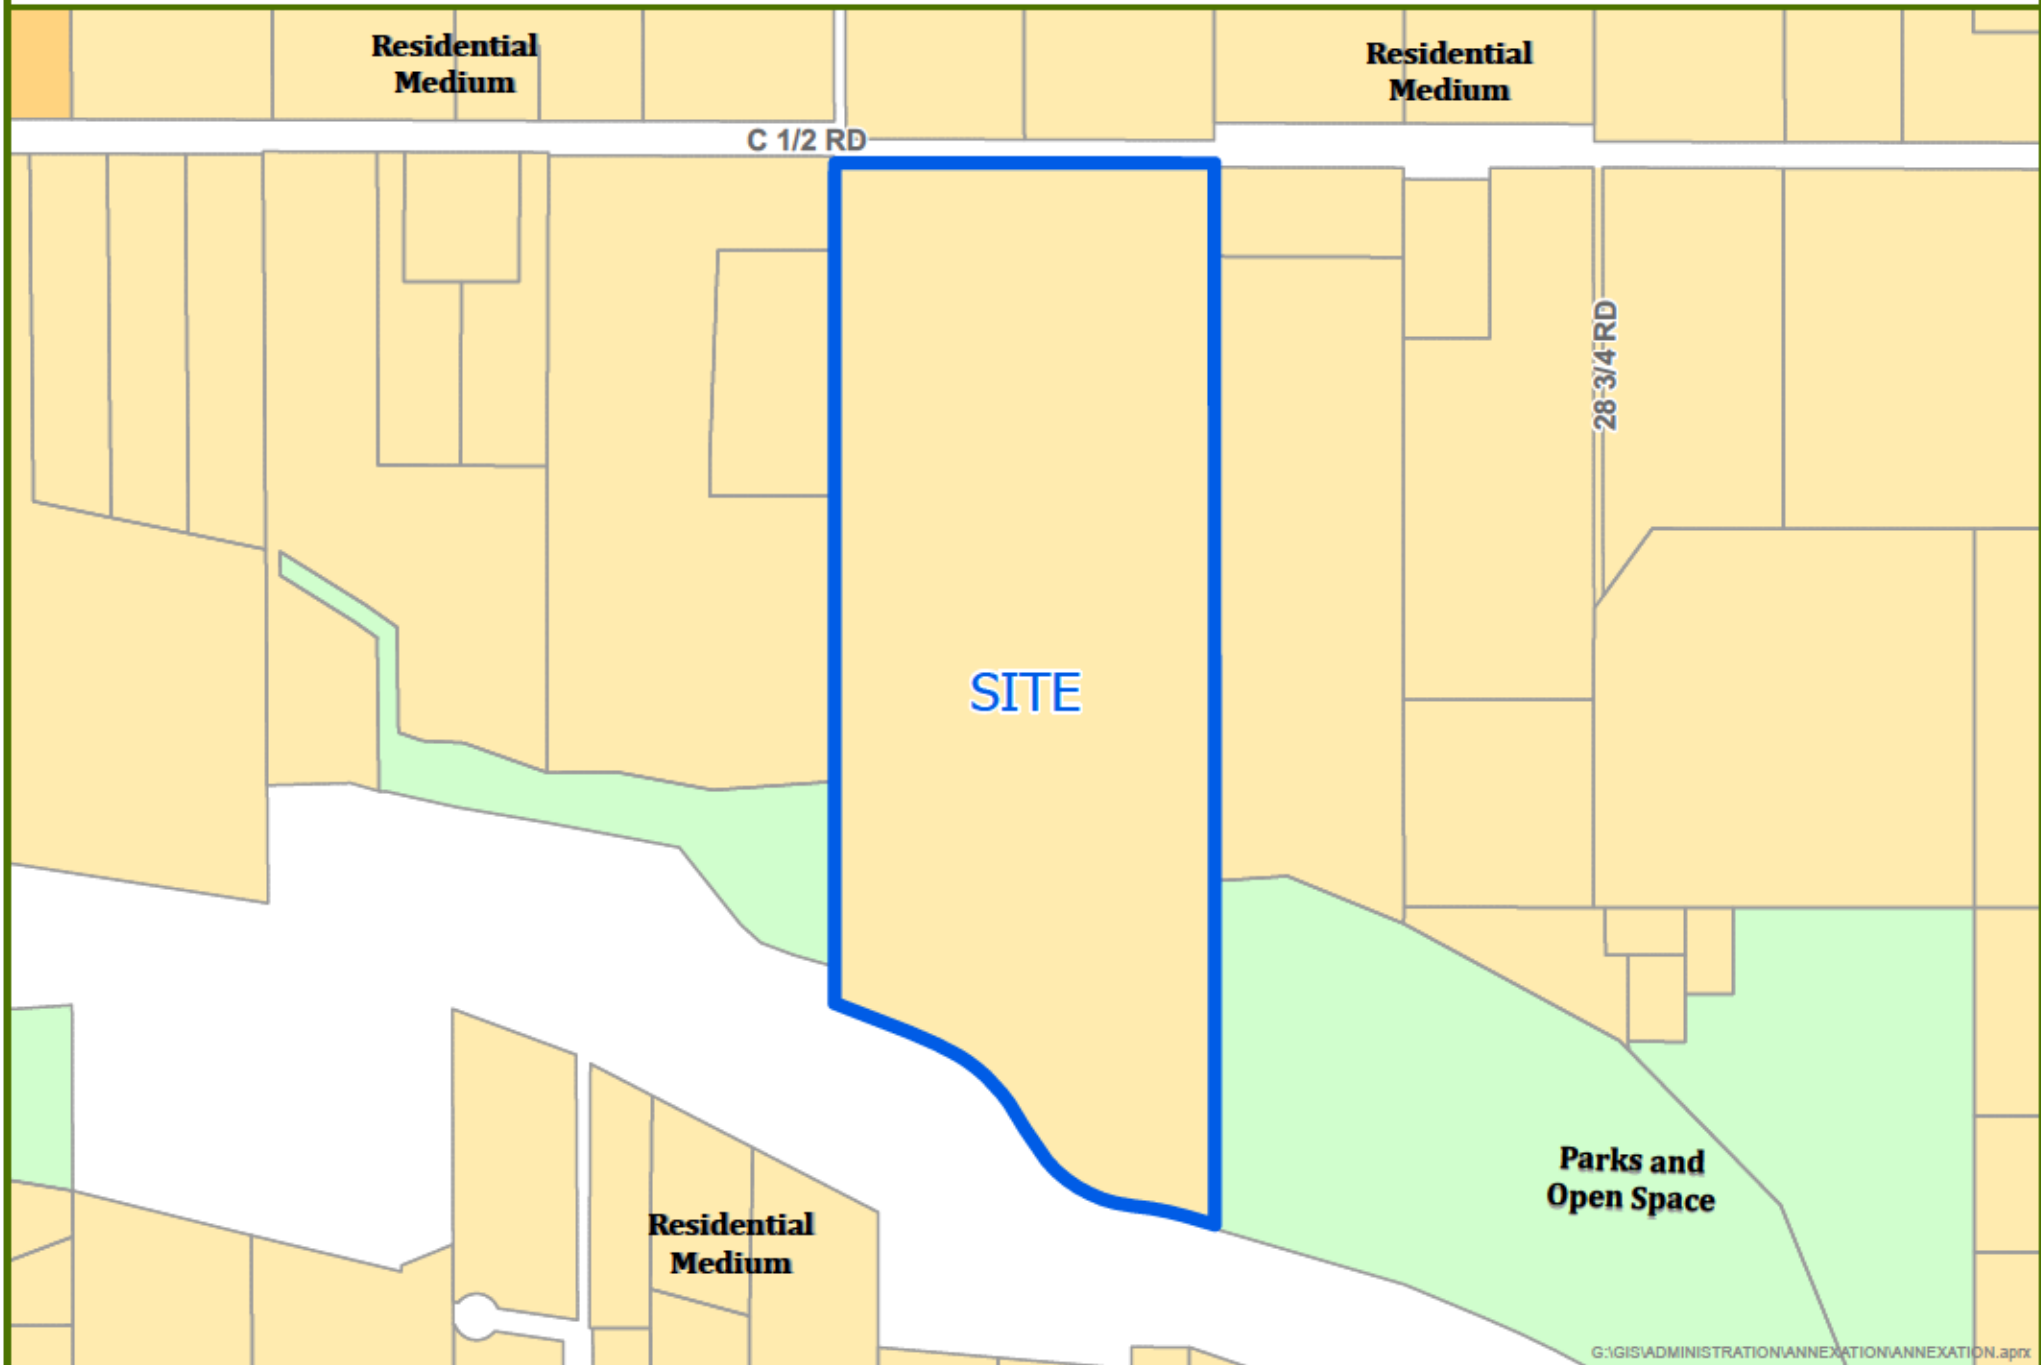 Residential
Medium
Residential
Medium
C 1/2 RD
28 3/4 RD
SITE
Parks and
Open Space
Residential
Medium
G:\GIS\ADMINISTRATION\ANNEXATION\ANNEXATION.aprx